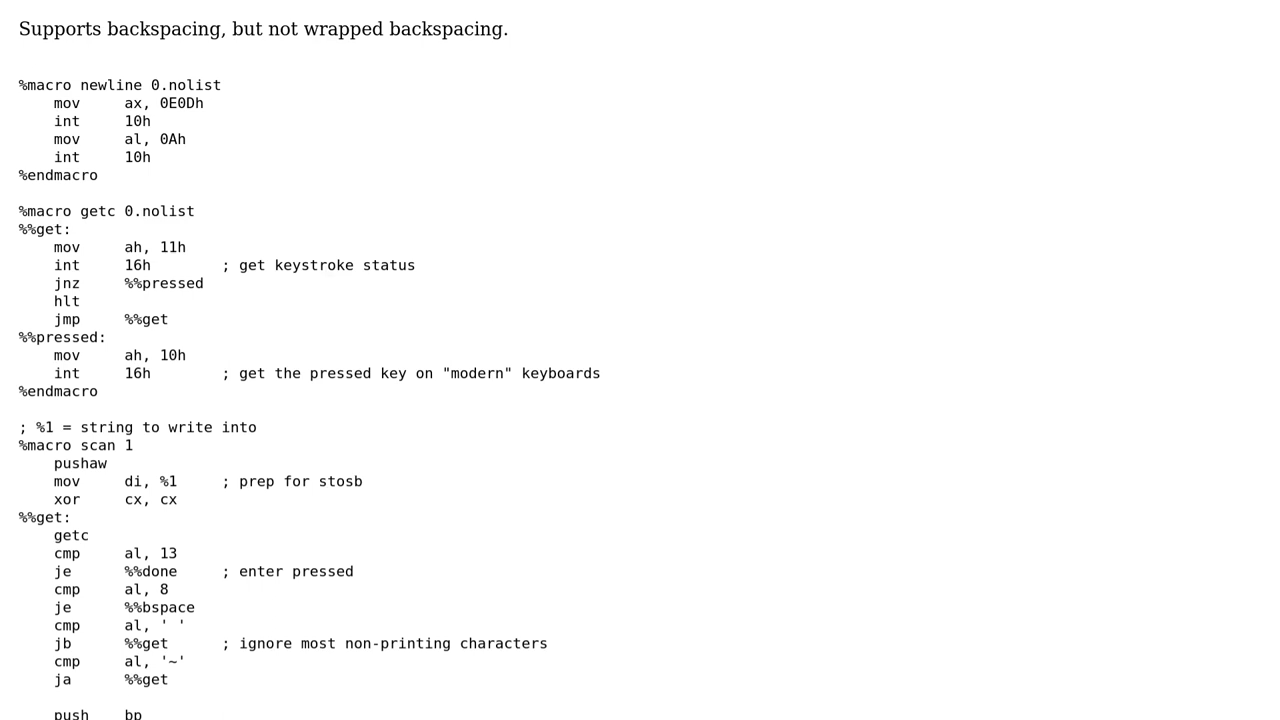 Supports backspacing, but not wrapped backspacing.
%macro newline 0.nolist
    mov     ax, 0E0Dh
    int     10h
    mov     al, 0Ah
    int     10h
%endmacro
%macro getc 0.nolist
%%get:
    mov     ah, 11h
    int     16h        ; get keystroke status
    jnz     %%pressed
    hlt
    jmp     %%get
%%pressed:
    mov     ah, 10h
    int     16h        ; get the pressed key on "modern" keyboards
%endmacro
; %1 = string to write into
%macro scan 1
    pushaw
    mov     di, %1     ; prep for stosb
    xor     cx, cx
%%get:
    getc
    cmp     al, 13
    je      %%done     ; enter pressed
    cmp     al, 8
    je      %%bspace
    cmp     al, ' '
    jb      %%get      ; ignore most non-printing characters
    cmp     al, '~'
    ja      %%get
    push    bp